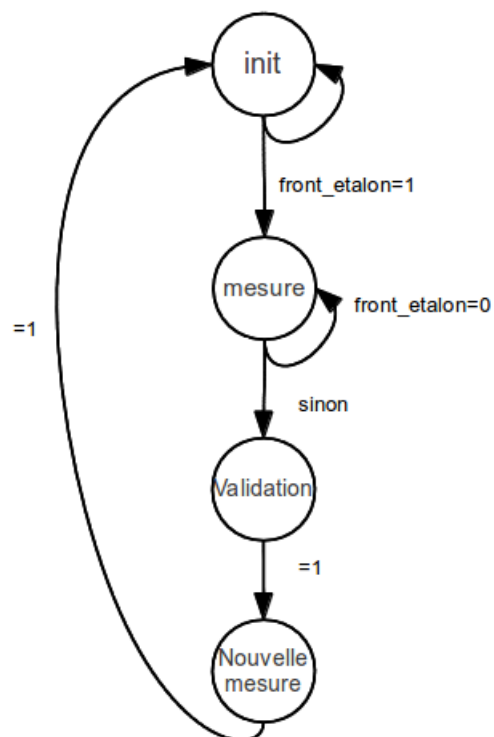 init
front_etalon=1
mesure
front_etalon=0
=1
sinon
Validation
=1
Nouvelle
mesure